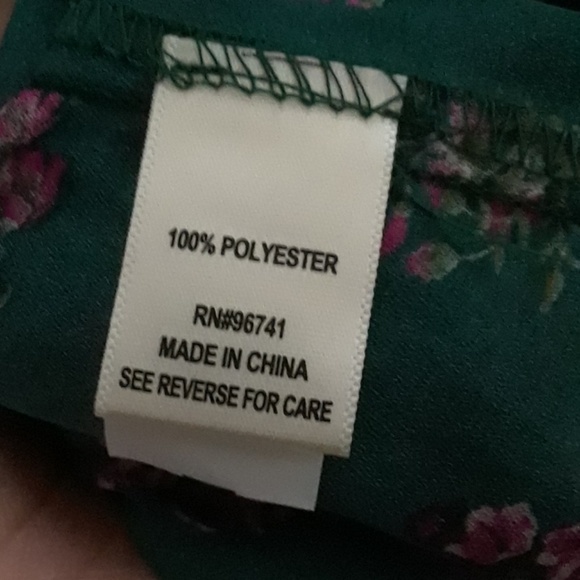 100% POLYESTER
RN#96741
MADE IN CHINA
SEE REVERSE FOR CARE